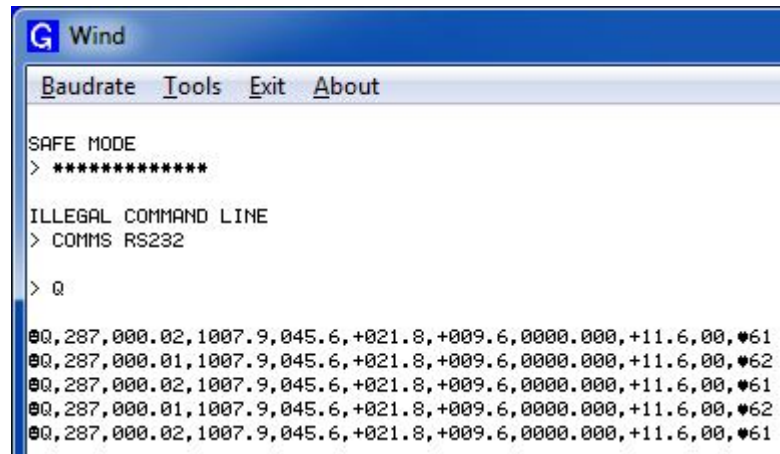 G Wind
Baudrate Tools Exit About
SAFE MODE
> *************
ILLEGAL COMMAND LINE
> COMMS RS232
> Q
☻Q,287,000.02,1007.9,045.6,+021.8,+009.6,0000.000,+11.6,00,♥61
☻Q,287,000.01,1007.9,045.6,+021.8,+009.6,0000.000,+11.6,00,♥62
☻Q,287,000.02,1007.9,045.6,+021.8,+009.6,0000.000,+11.6,00,♥61
☻Q,287,000.01,1007.9,045.6,+021.8,+009.6,0000.000,+11.6,00,♥62
☻Q,287,000.02,1007.9,045.6,+021.8,+009.6,0000.000,+11.6,00,♥61